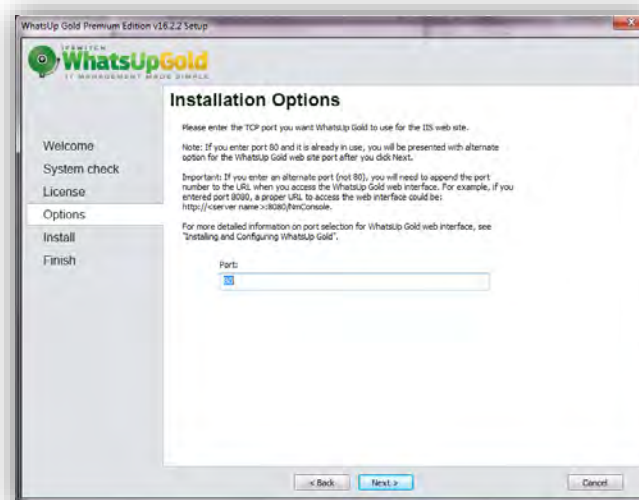 WhatsUp Gold Premium Edition v16.2.2 Setup
IPSWITCH
WhatsUpGold
IT MANAGEMENT MADE SIMPLE
Installation Options
Please enter the TCP port you want WhatsUp Gold to use for the IIS web site.
Note: If you enter port 80 and it is already in use, you will be presented with alternate
option for the WhatsUp Gold web site port after you click Next.
Important: If you enter an alternate port (not 80), you will need to append the port
number to the URL when you access the WhatsUp Gold web interface. For example, if you
entered port 8080, a proper URL to access the web interface could be:
http://<server name>:8080/NmConsole.
For more detailed information on port selection for WhatsUp Gold web interface, see
"Installing and Configuring WhatsUp Gold".
Port:
80
Welcome
System check
License
Options
Install
Finish
< Back
Next >
Cancel